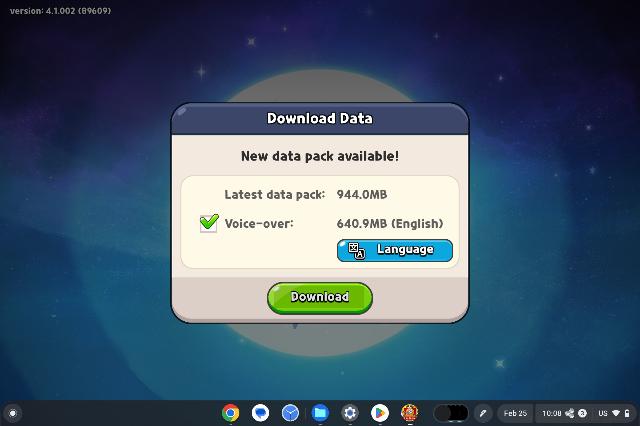 version: 4.1.002 (89609)
Download Data
New data pack available!
Latest data pack: 944.0MB
Voice-over: 640.9MB (English)
Language
Download
Feb 25 10:08 3 US